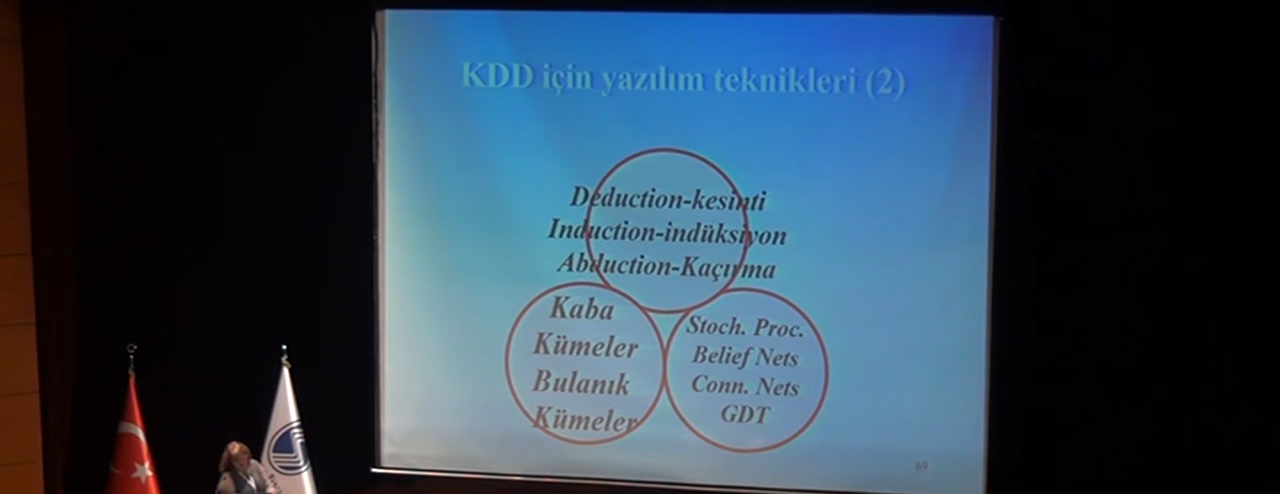 KDD için yazılım teknikleri (2)
Deduction-kesinti
Induction-indüksiyon
Abduction-Kaçırma
Kaba
Kümeler
Bulanık
Kümeler
Stoch. Proc.
Belief Nets
Conn. Nets
GDT
69